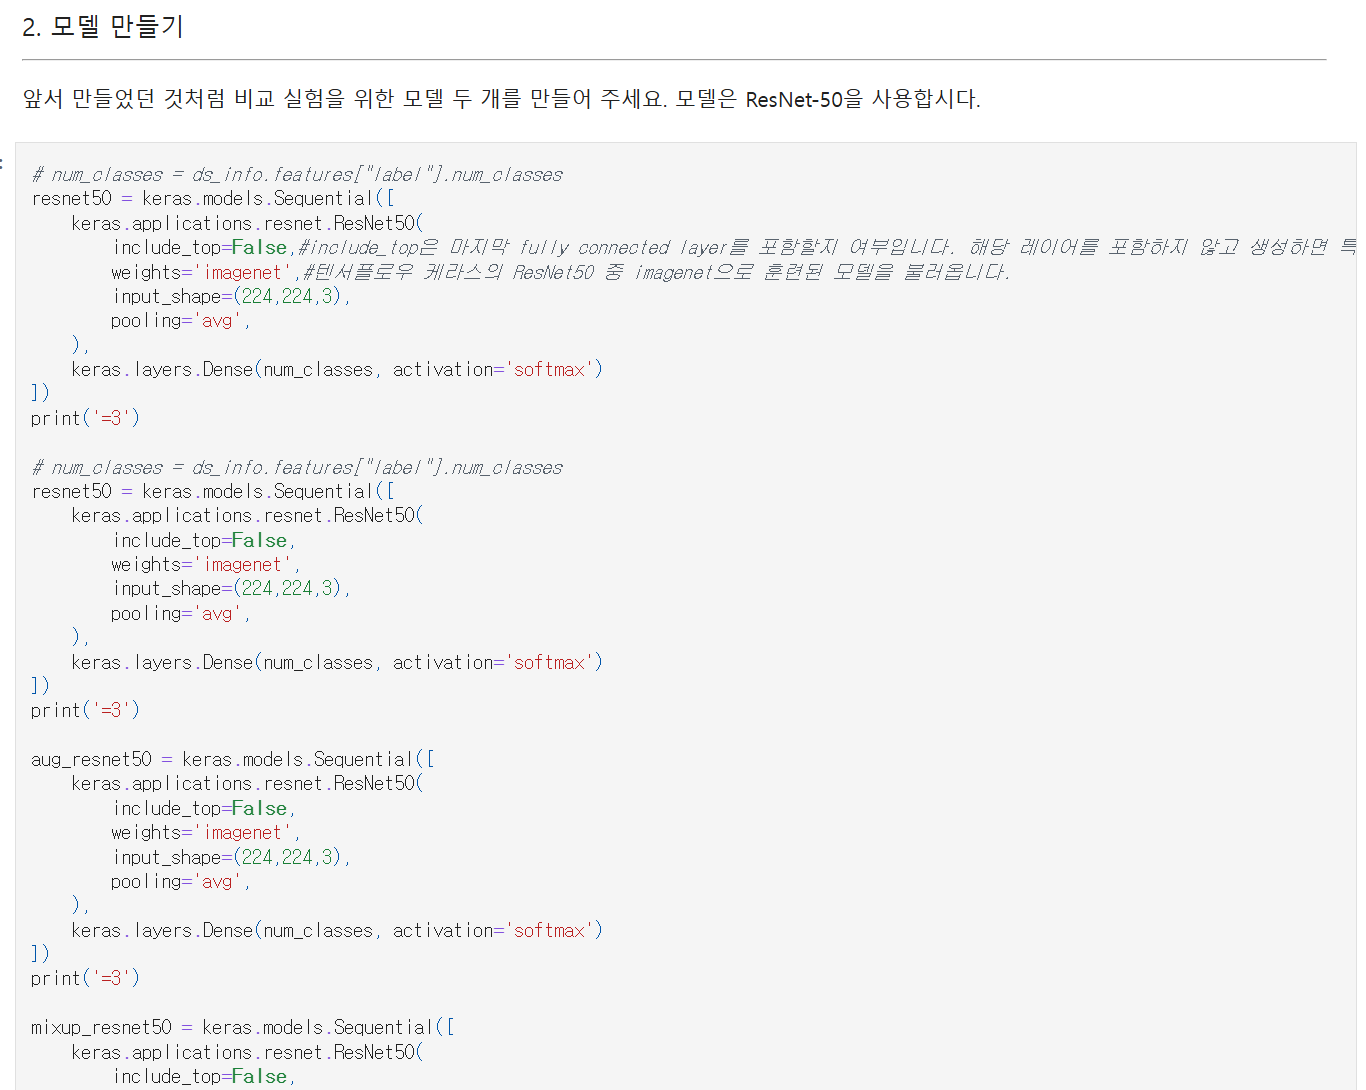 2. 모델 만들기
앞서 만들었던 것처럼 비교 실험을 위한 모델 두 개를 만들어 주세요. 모델은 ResNet-50을 사용합시다.
:
# num_classes = ds_info.features["label"].num_classes
resnet50 = keras.models.Sequential([
    keras.applications.resnet.ResNet50(
        include_top=False,#include_top은 마지막 fully connected layer를 포함할지 여부입니다. 해당 레이어를 포함하지 않고 생성하면 특
        weights='imagenet',#텐서플로우 케라스의 ResNet50 중 imagenet으로 훈련된 모델을 불러옵니다.
        input_shape=(224,224,3),
        pooling='avg',
    ),
    keras.layers.Dense(num_classes, activation='softmax')
])
print('=3')
# num_classes = ds_info.features["label"].num_classes
resnet50 = keras.models.Sequential([
    keras.applications.resnet.ResNet50(
        include_top=False,
        weights='imagenet',
        input_shape=(224,224,3),
        pooling='avg',
    ),
    keras.layers.Dense(num_classes, activation='softmax')
])
print('=3')
aug_resnet50 = keras.models.Sequential([
    keras.applications.resnet.ResNet50(
        include_top=False,
        weights='imagenet',
        input_shape=(224,224,3),
        pooling='avg',
    ),
    keras.layers.Dense(num_classes, activation='softmax')
])
print('=3')
mixup_resnet50 = keras.models.Sequential([
    keras.applications.resnet.ResNet50(
        include_top=False,